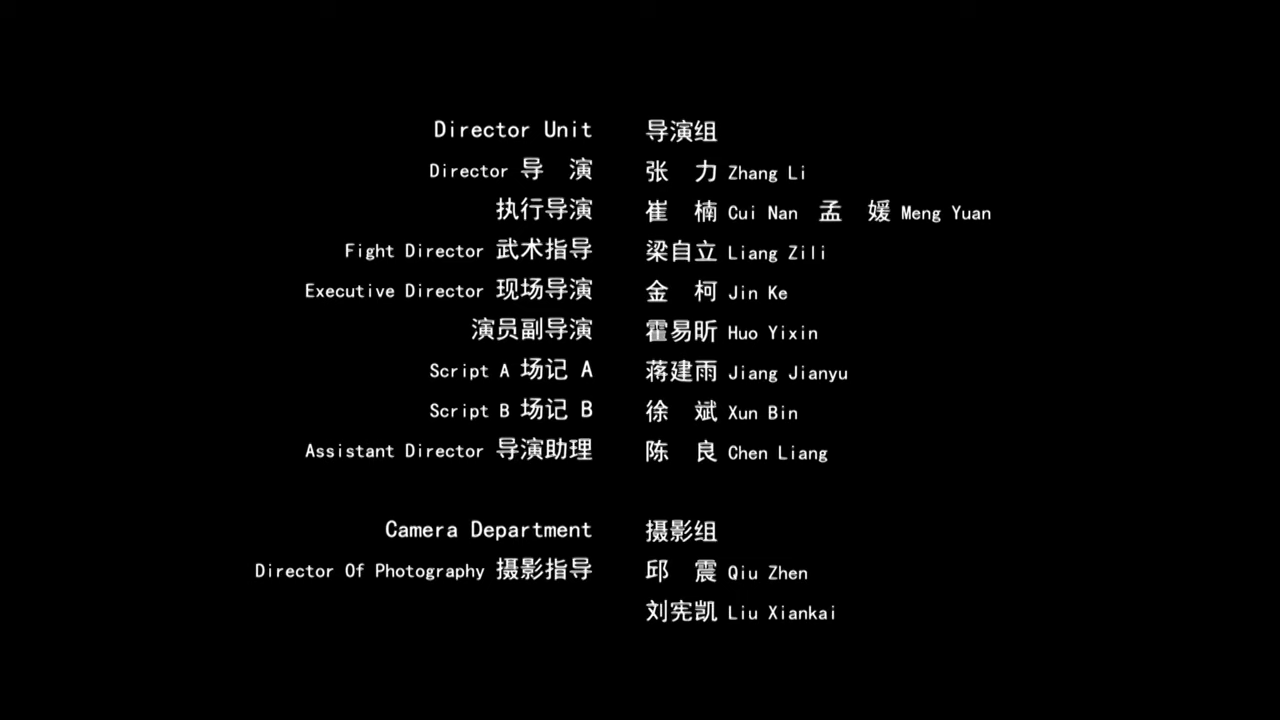 Director Unit 导演组
Director 导 演 张 力 Zhang Li
执行导演 崔 楠 Cui Nan 孟 媛 Meng Yuan
Fight Director 武术指导 梁自立 Liang Zili
Executive Director 现场导演 金 柯 Jin Ke
演员副导演 霍易昕 Huo Yixin
Script A 场记 A 蒋建雨 Jiang Jianyu
Script B 场记 B 徐 斌 Xun Bin
Assistant Director 导演助理 陈 良 Chen Liang
Camera Department 摄影组
Director Of Photography 摄影指导 邱 震 Qiu Zhen
刘宪凯 Liu Xiankai